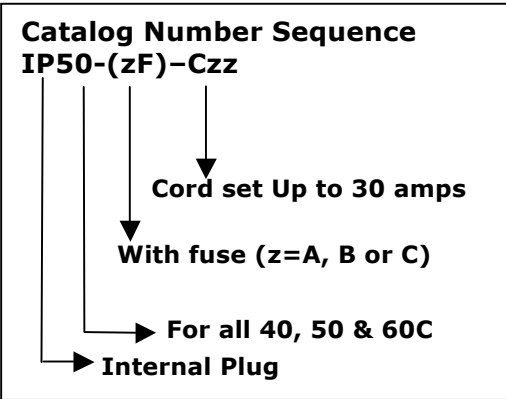 Catalog Number Sequence
IP50-(zF)–Czz
Cord set Up to 30 amps
With fuse (z=A, B or C)
For all 40, 50 & 60C
Internal Plug